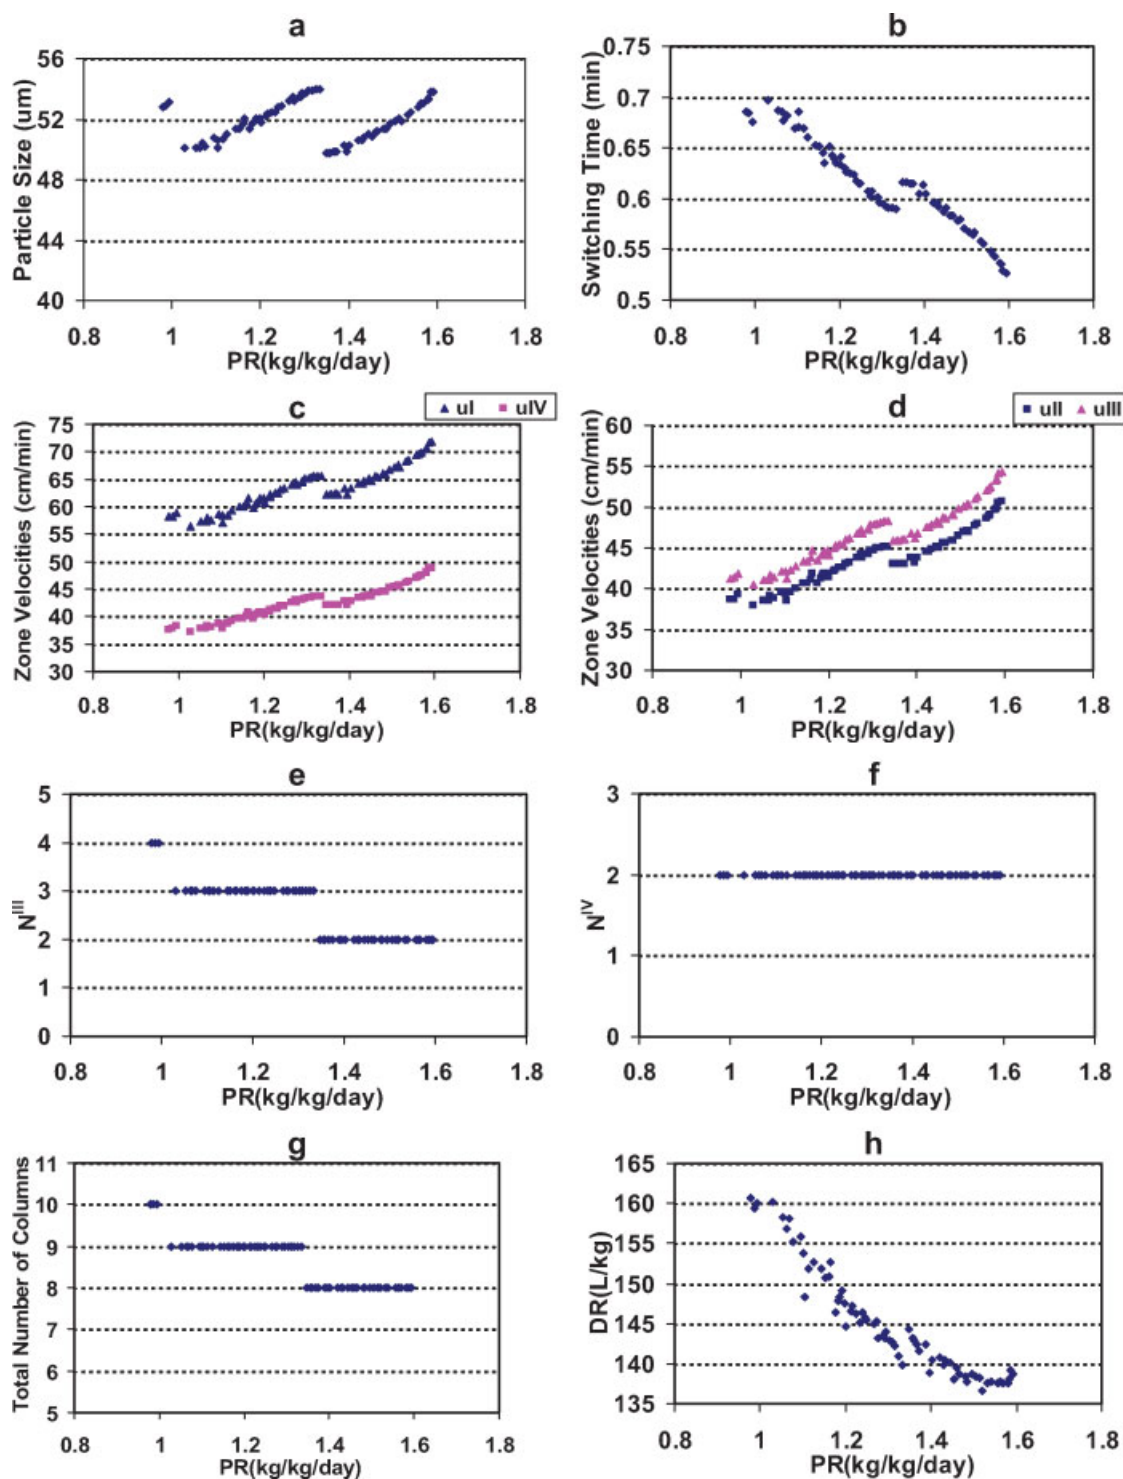 a
Particle Size (um)
56
52
48
44
40
0.8 1 1.2 1.4 1.6 1.8
PR(kg/kg/day)
b
Switching Time (min)
0.75
0.7
0.65
0.6
0.55
0.5
0.8 1 1.2 1.4 1.6 1.8
PR(kg/kg/day)
c
uI uIV
Zone Velocities (cm/min)
75
70
65
60
55
50
45
40
35
30
0.8 1 1.2 1.4 1.6 1.8
PR(kg/kg/day)
d
uII uIII
Zone Velocities (cm/min)
60
55
50
45
40
35
30
0.8 1 1.2 1.4 1.6 1.8
PR(kg/kg/day)
e
N^III
5
4
3
2
1
0
0.8 1 1.2 1.4 1.6 1.8
PR(kg/kg/day)
f
N^IV
3
2
1
0
0.8 1 1.2 1.4 1.6 1.8
PR(kg/kg/day)
g
Total Number of Columns
11
10
9
8
7
6
5
0.8 1 1.2 1.4 1.6 1.8
PR(kg/kg/day)
h
DR(L/kg)
165
160
155
150
145
140
135
0.8 1 1.2 1.4 1.6 1.8
PR(kg/kg/day)